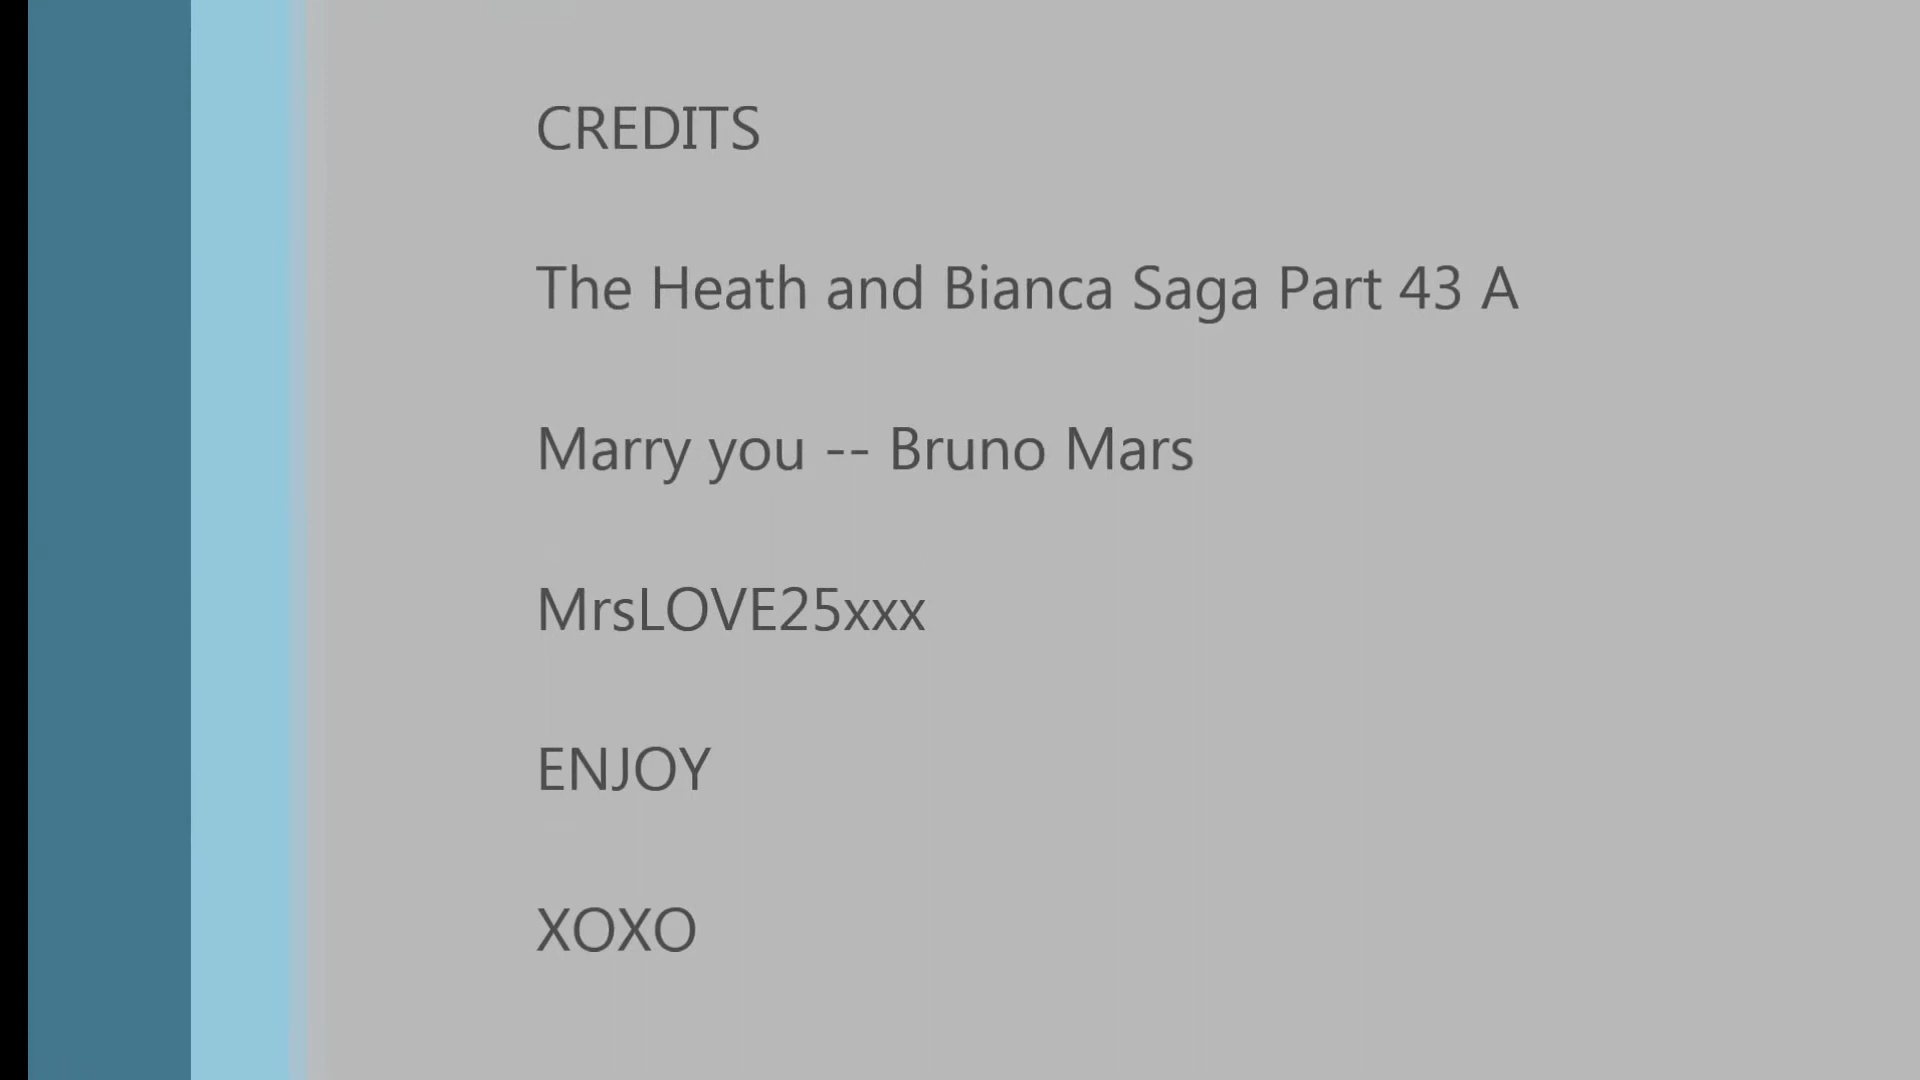 CREDITS
The Heath and Bianca Saga Part 43 A
Marry you -- Bruno Mars
MrsLOVE25xxx
ENJOY
XOXO